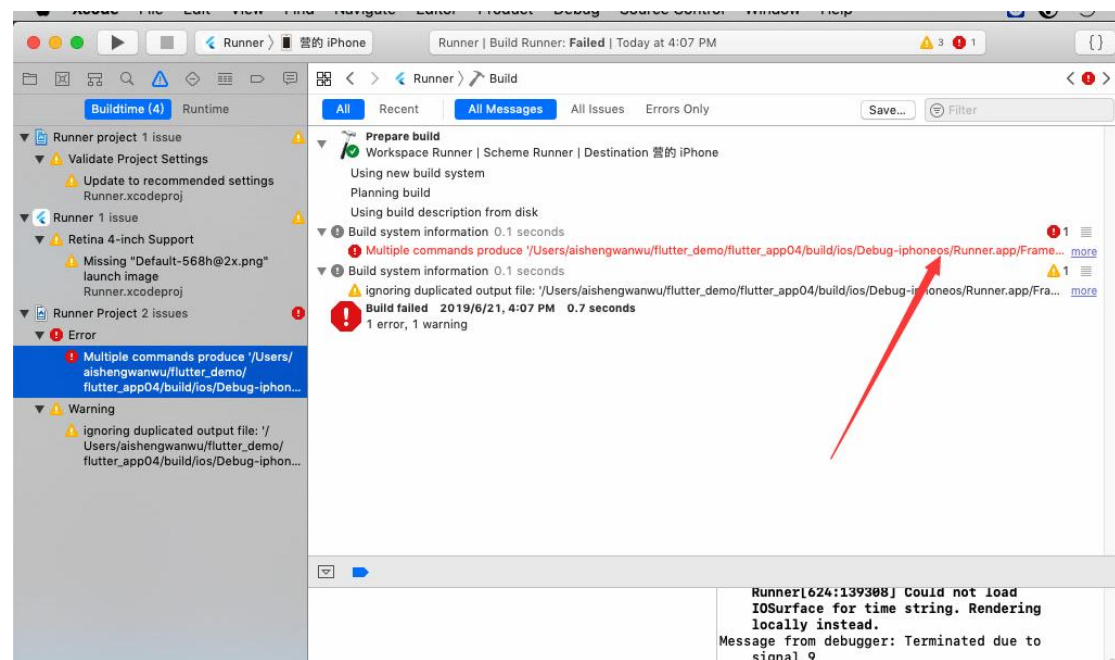 Runner 〉 营的 iPhone
Runner | Build Runner: Failed | Today at 4:07 PM
3
1
{}
Buildtime (4)
Runtime
Runner 〉 Build
All
Recent
All Messages
All Issues
Errors Only
Save...
Filter
Runner project 1 issue
Validate Project Settings
Update to recommended settings
Runner.xcodeproj
Runner 1 issue
Retina 4-inch Support
Missing "Default-568h@2x.png"
launch image
Runner.xcodeproj
Runner Project 2 issues
Error
Multiple commands produce '/Users/
aishengwanwu/flutter_demo/
flutter_app04/build/ios/Debug-iphon...
Warning
ignoring duplicated output file: '/
Users/aishengwanwu/flutter_demo/
flutter_app04/build/ios/Debug-iphon...
Prepare build
Workspace Runner | Scheme Runner | Destination 营的 iPhone
Using new build system
Planning build
Using build description from disk
Build system information 0.1 seconds
1
Multiple commands produce '/Users/aishengwanwu/flutter_demo/flutter_app04/build/ios/Debug-iphoneos/Runner.app/Frame... more
Build system information 0.1 seconds
1
ignoring duplicated output file: '/Users/aishengwanwu/flutter_demo/flutter_app04/build/ios/Debug-iphoneos/Runner.app/Fra... more
Build failed 2019/6/21, 4:07 PM 0.7 seconds
1 error, 1 warning
Runner[624:139308] Could not load
IOSurface for time string. Rendering
locally instead.
Message from debugger: Terminated due to
signal 9